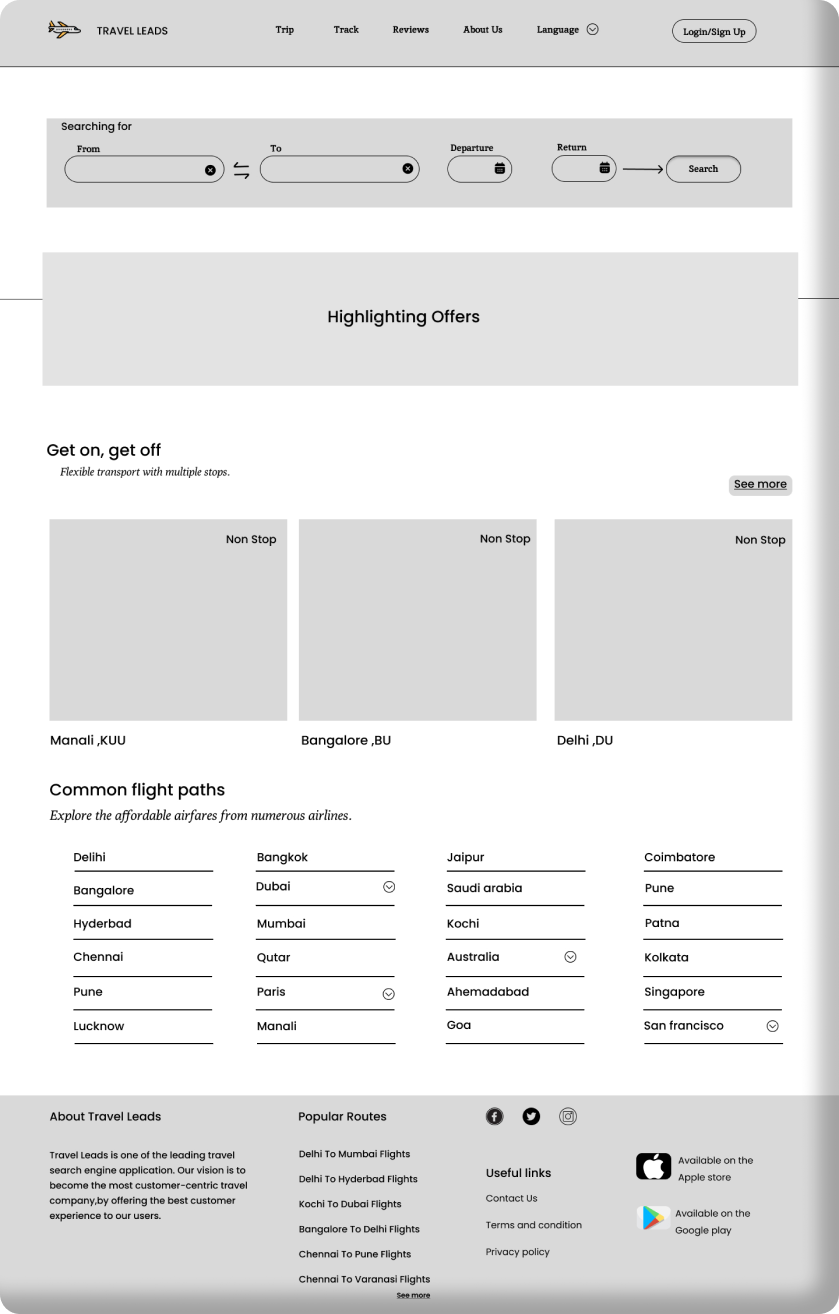 TRAVEL LEADS
Trip
Track
Reviews
About Us
Language
Login/Sign Up
Searching for
From
To
Departure
Return
Search
Highlighting Offers
Get on, get off
Flexible transport with multiple stops.
See more
Non Stop
Non Stop
Non Stop
Manali ,KUU
Bangalore ,BU
Delhi ,DU
Common flight paths
Explore the affordable airfares from numerous airlines.
Delihi
Bangkok
Jaipur
Coimbatore
Bangalore
Dubai
Saudi arabia
Pune
Hyderbad
Mumbai
Kochi
Patna
Chennai
Qutar
Australia
Kolkata
Pune
Paris
Ahemadabad
Singapore
Lucknow
Manali
Goa
San francisco
About Travel Leads
Travel Leads is one of the leading travel
search engine application. Our vision is to
become the most customer-centric travel
company,by offering the best customer
experience to our users.
Popular Routes
Delhi To Mumbai Flights
Delhi To Hyderbad Flights
Kochi To Dubai Flights
Bangalore To Delhi Flights
Chennai To Pune Flights
Chennai To Varanasi Flights
See more
Useful links
Contact Us
Terms and condition
Privacy policy
Available on the
Apple store
Available on the
Google play